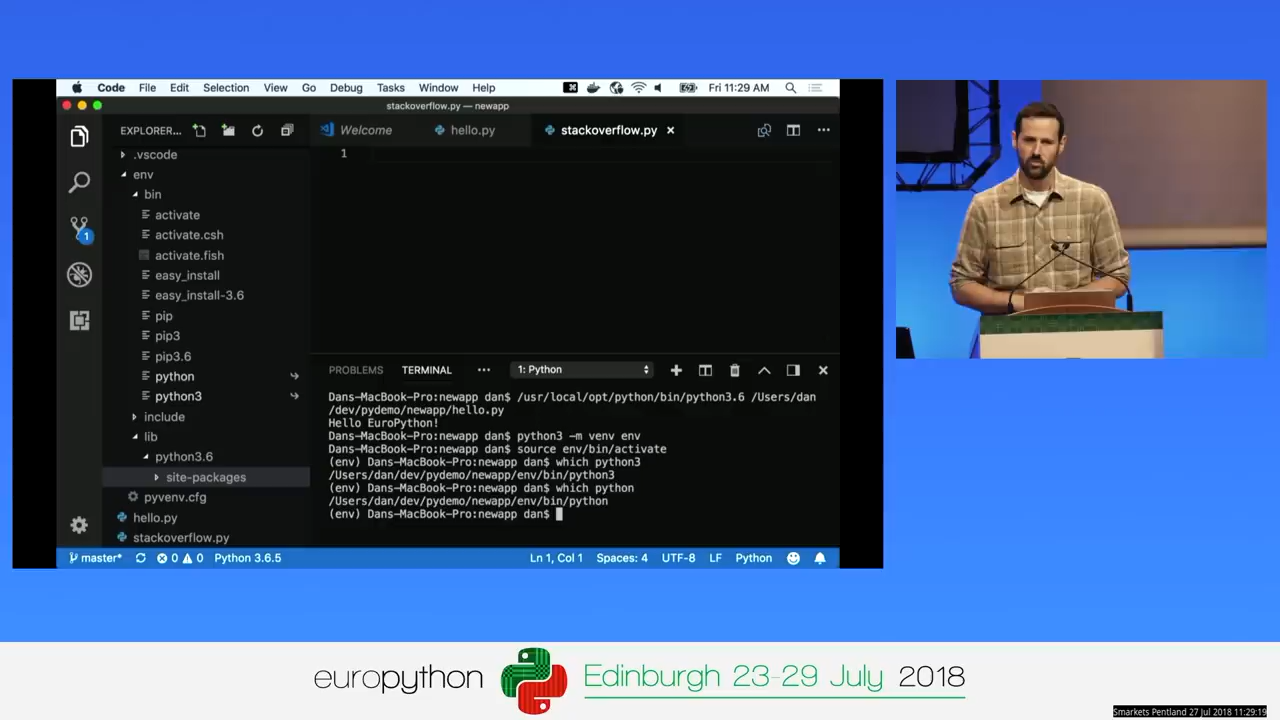 Code File Edit Selection View Go Debug Tasks Window Help Fri 11:29 AM
stackoverflow.py — newapp
EXPLORER... Welcome hello.py stackoverflow.py
.vscode
1
env
bin
activate
activate.csh
1
activate.fish
easy_install
easy_install-3.6
pip
pip3
pip3.6
python
python3
include
lib
python3.6
site-packages
pyvenv.cfg
hello.py
stackoverflow.py
PROBLEMS TERMINAL ... 1: Python
Dans-MacBook-Pro:newapp dan$ /usr/local/opt/python/bin/python3.6 /Users/dan
/dev/pydemo/newapp/hello.py
Hello EuroPython!
Dans-MacBook-Pro:newapp dan$ python3 -m venv env
Dans-MacBook-Pro:newapp dan$ source env/bin/activate
(env) Dans-MacBook-Pro:newapp dan$ which python3
/Users/dan/dev/pydemo/newapp/env/bin/python3
(env) Dans-MacBook-Pro:newapp dan$ which python
/Users/dan/dev/pydemo/newapp/env/bin/python
(env) Dans-MacBook-Pro:newapp dan$
master* 0 0 Python 3.6.5 Ln 1, Col 1 Spaces: 4 UTF-8 LF Python
europython Edinburgh 23-29 July 2018
Smarkets Pentland 27 Jul 2018 11:29:19